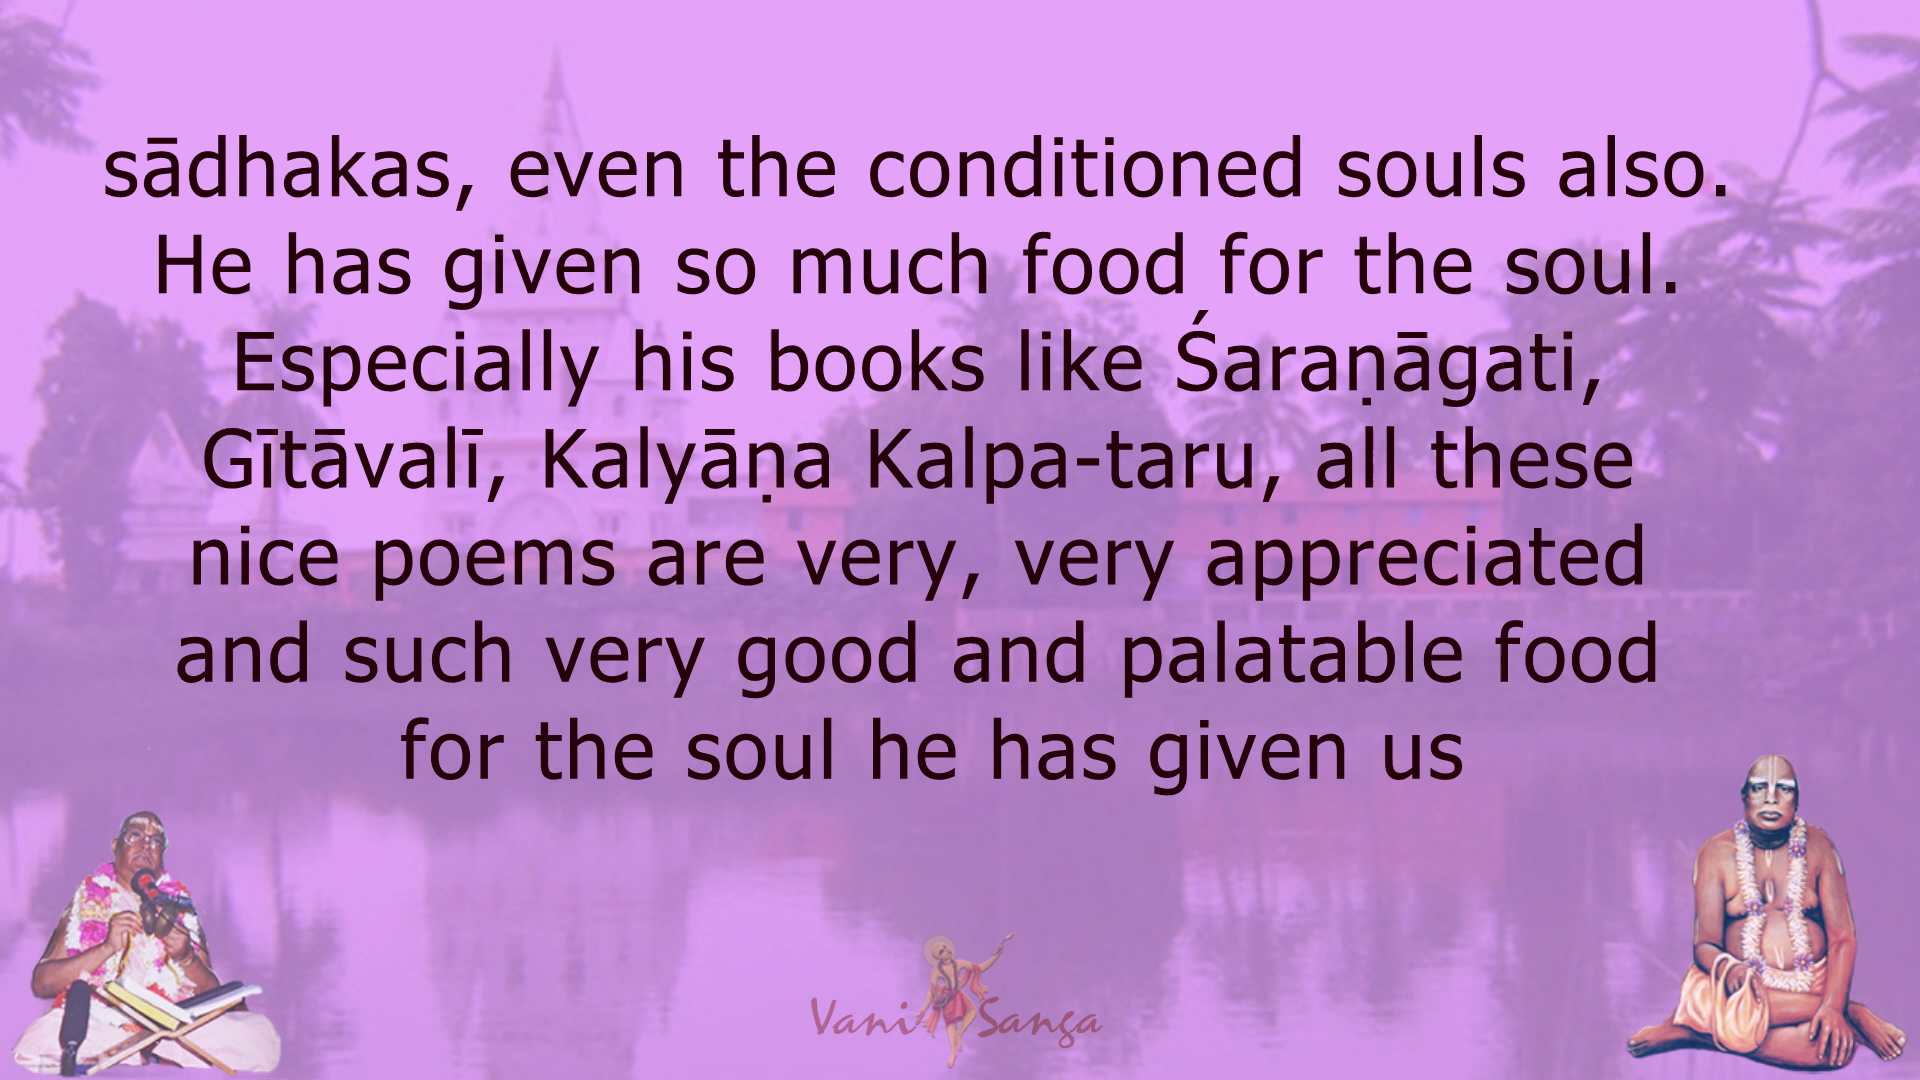 sādhakas, even the conditioned souls also.
He has given so much food for the soul.
Especially his books like Śaraṇāgati,
Gītāvalī, Kalyāṇa Kalpa-taru, all these
nice poems are very, very appreciated
and such very good and palatable food
for the soul he has given us
Vani Sanga